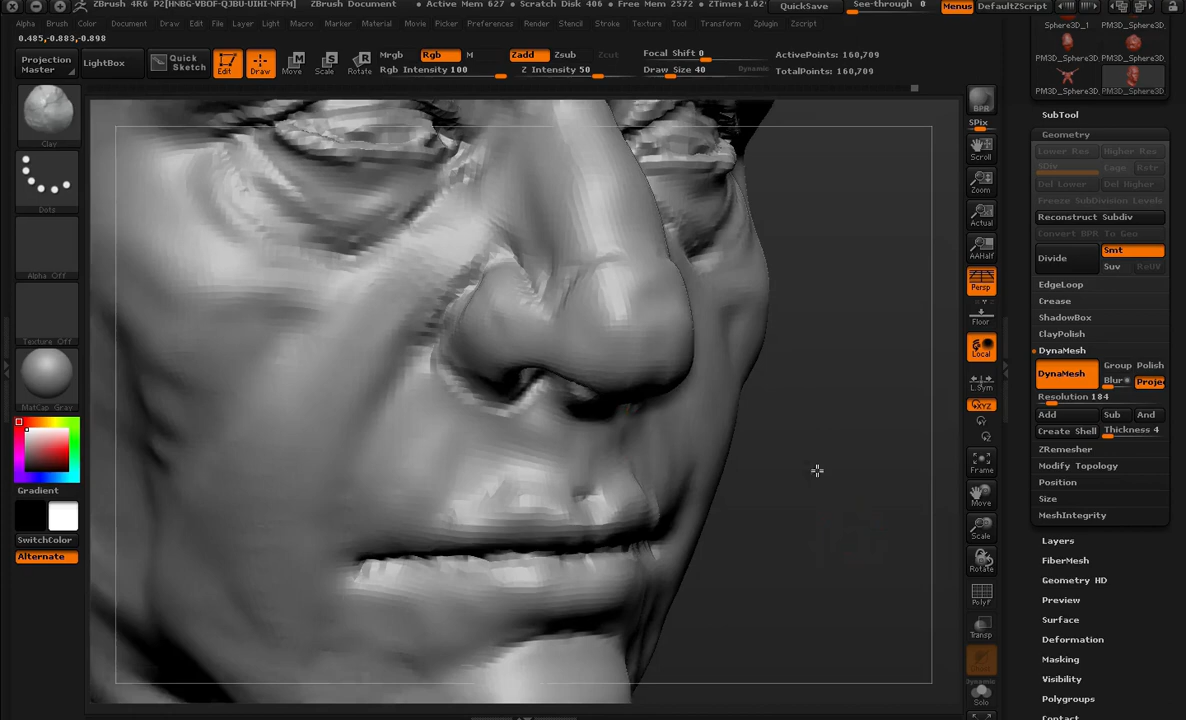 ZBrush 4R6 P2[HNBG-VBOF-QJBU-UIHI-NFFM] ZBrush Document • Active Mem 627 • Scratch Disk 406 • Free Mem 2572 • ZTime▸1.62 QuickSave See-through 0 Menus DefaultZScript
Alpha Brush Color Document Draw Edit File Layer Light Macro Marker Material Movie Picker Preferences Render Stencil Stroke Texture Tool Transform Zplugin Zscript
0.485,-0.883,-0.898
Projection Master
LightBox
Quick Sketch
Edit
Draw
Move
Scale
Rotate
Mrgb Rgb M
Rgb Intensity 100
Zadd Zsub Zcut
Z Intensity 50
Focal Shift 0
Draw Size 40 Dynamic
ActivePoints: 160,709
TotalPoints: 160,709
Clay
Dots
Alpha Off
Texture Off
MatCap Gray
Gradient
SwitchColor
Alternate
BPR
SPix
Scroll
Zoom
Actual
AAHalf
Persp
Floor
Local
L.Sym
XYZ
Y
Z
Frame
Move
Scale
Rotate
PolyF
Transp
Ghost
Dynamic
Solo
Sphere3D_1 PM3D_Sphere3D
PM3D_Sphere3D PM3D_Sphere3D
PM3D_Sphere3D PM3D_Sphere3D
SubTool
Geometry
Lower Res Higher Res
SDiv Cage Rstr
Del Lower Del Higher
Freeze SubDivision Levels
Reconstruct Subdiv
Convert BPR To Geo
Divide Smt
Suv ReUV
EdgeLoop
Crease
ShadowBox
ClayPolish
DynaMesh
DynaMesh Group Polish
Blur Proje
Resolution 184
Add Sub And
Create Shell Thickness 4
ZRemesher
Modify Topology
Position
Size
MeshIntegrity
Layers
FiberMesh
Geometry HD
Preview
Surface
Deformation
Masking
Visibility
Polygroups
Contact